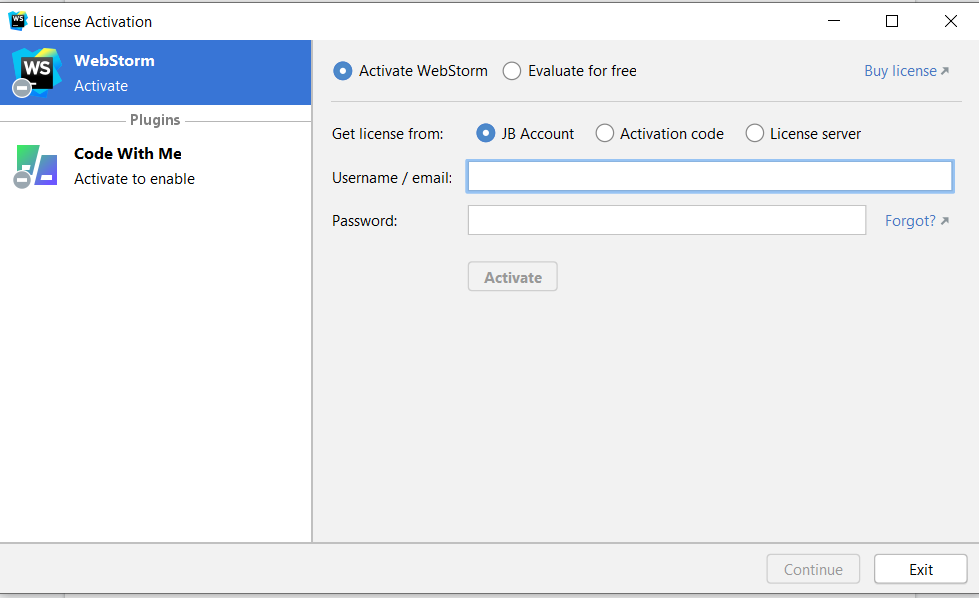 WS License Activation
WS WebStorm
Activate
Plugins
Code With Me
Activate to enable
Activate WebStorm Evaluate for free Buy license
Get license from: JB Account Activation code License server
Username / email:
Password: Forgot?
Activate
Continue Exit